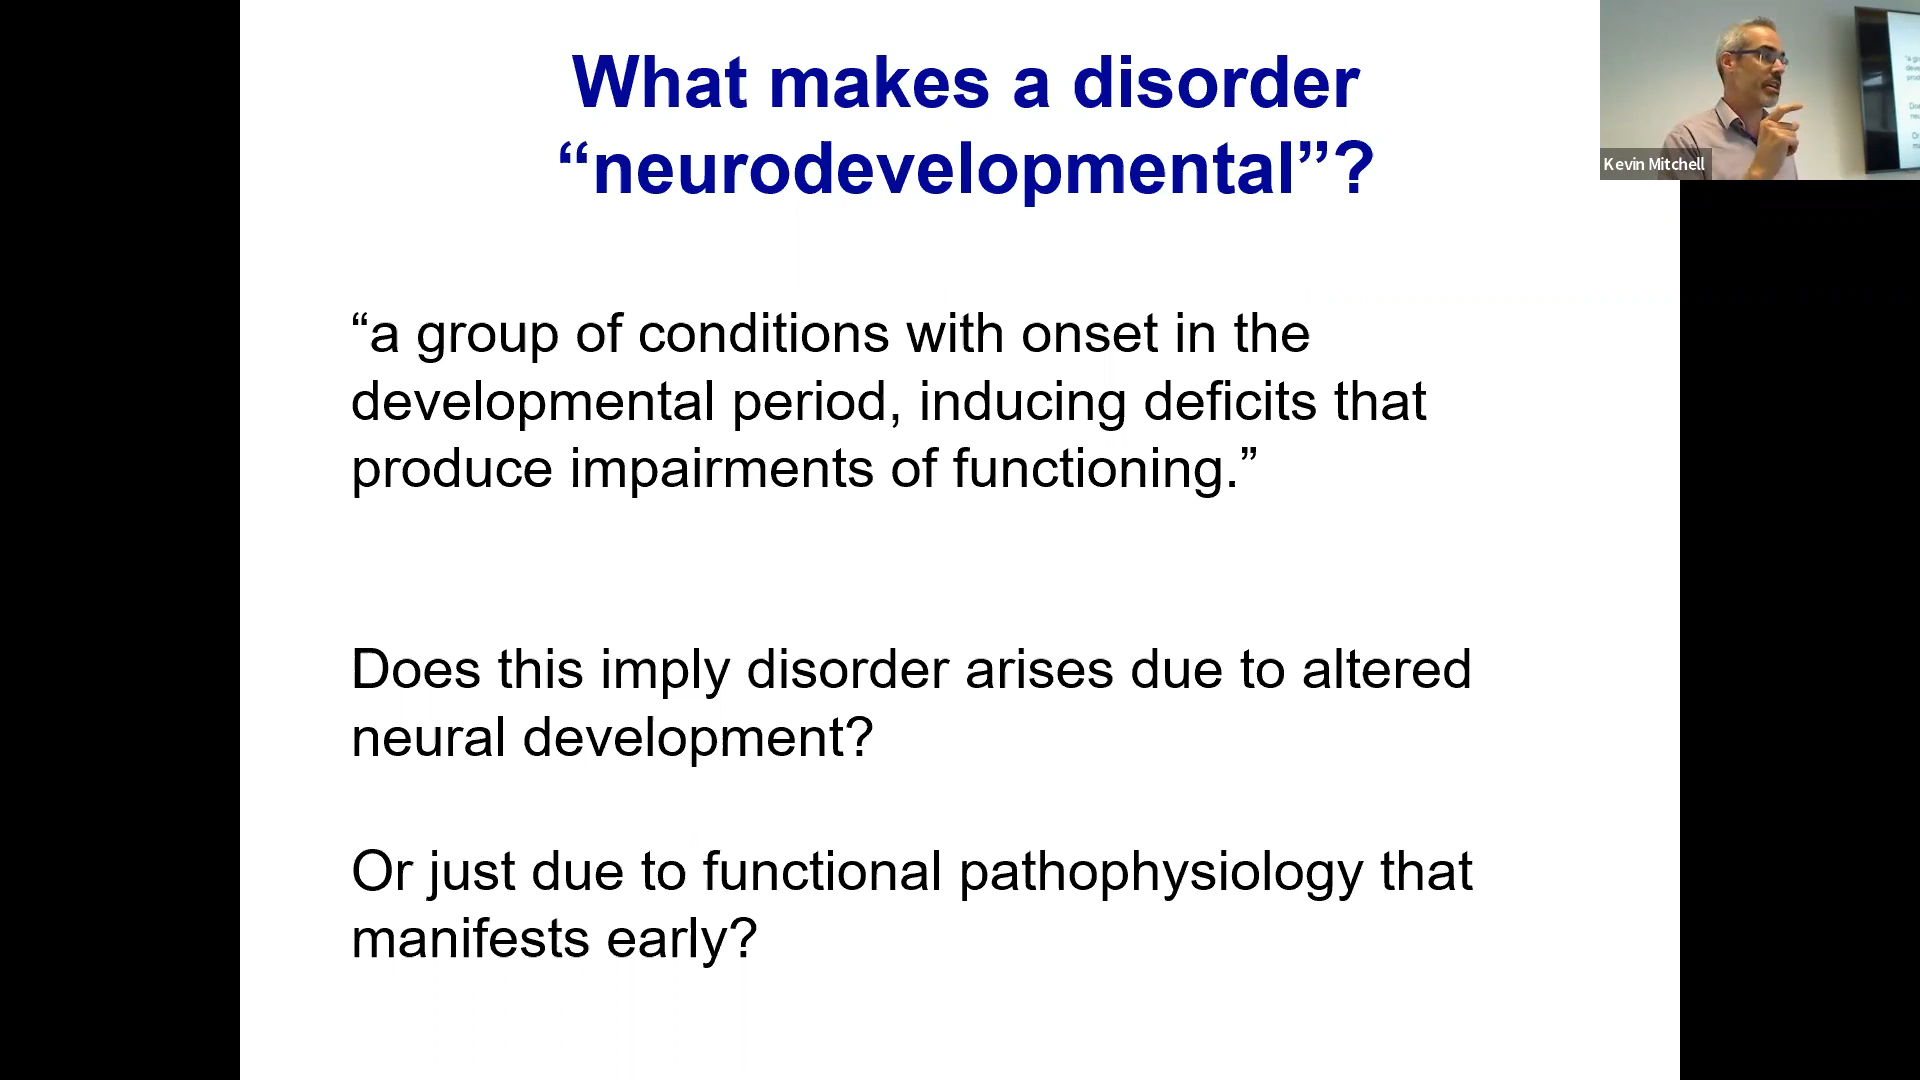 What makes a disorder
“neurodevelopmental”?
Kevin Mitchell
“a group of conditions with onset in the
developmental period, inducing deficits that
produce impairments of functioning.”
Does this imply disorder arises due to altered
neural development?
Or just due to functional pathophysiology that
manifests early?